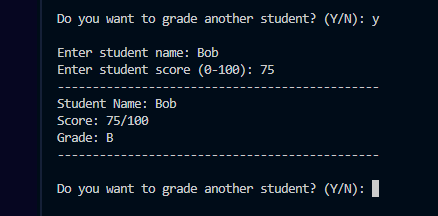 Do you want to grade another student? (Y/N): y
Enter student name: Bob
Enter student score (0-100): 75
--------------------------------------------
Student Name: Bob
Score: 75/100
Grade: B
--------------------------------------------
Do you want to grade another student? (Y/N):